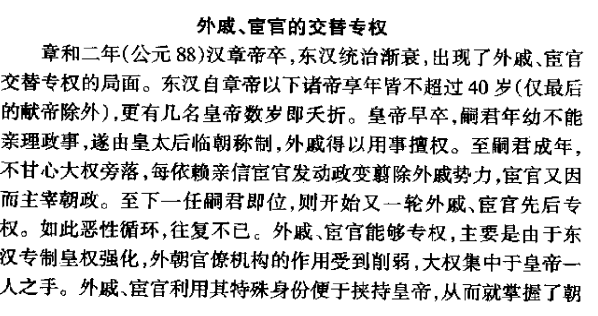 外戚、宦官的交替专权
章和二年(公元88)汉章帝卒,东汉统治渐衰,出现了外戚、宦官
交替专权的局面。东汉自章帝以下诸帝享年皆不超过40岁(仅最后
的献帝除外),更有几名皇帝数岁即夭折。皇帝早卒,嗣君年幼不能
亲理政事,遂由皇太后临朝称制,外戚得以用事擅权。至嗣君成年,
不甘心大权旁落,每依赖亲信宦官发动政变翦除外戚势力,宦官又因
而主宰朝政。至下一任嗣君即位,则开始又一轮外戚、宦官先后专
权。如此恶性循环,往复不已。外戚、宦官能够专权,主要是由于东
汉专制皇权强化,外朝官僚机构的作用受到削弱,大权集中于皇帝一
人之手。外戚、宦官利用其特殊身份便于挟持皇帝,从而就掌握了朝